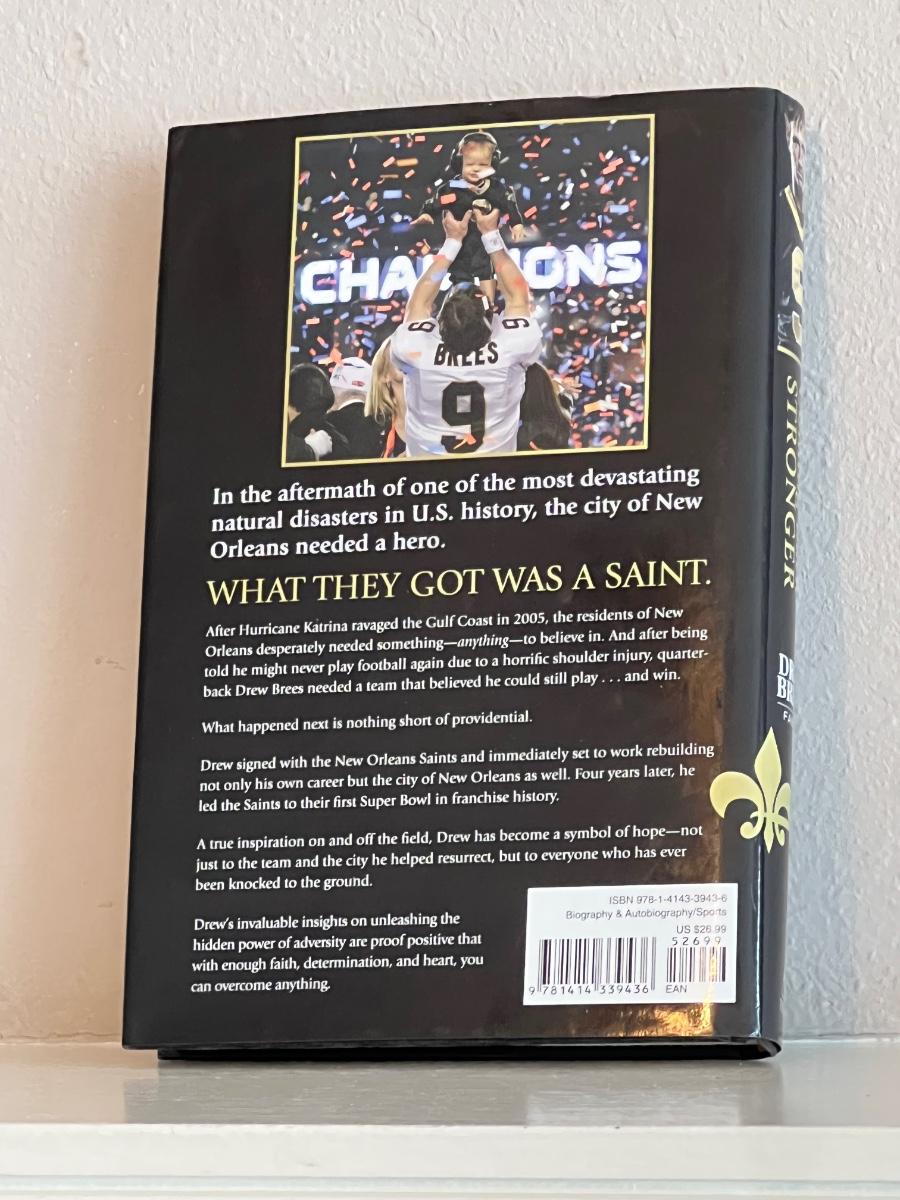 CHA
ONS
9
9
BREES
9
In the aftermath of one of the most devastating
natural disasters in U.S. history, the city of New
Orleans needed a hero.
WHAT THEY GOT WAS A SAINT.
After Hurricane Katrina ravaged the Gulf Coast in 2005, the residents of New
Orleans desperately needed something—anything—to believe in. And after being
told he might never play football again due to a horrific shoulder injury, quarter-
back Drew Brees needed a team that believed he could still play . . . and win.
What happened next is nothing short of providential.
Drew signed with the New Orleans Saints and immediately set to work rebuilding
not only his own career but the city of New Orleans as well. Four years later, he
led the Saints to their first Super Bowl in franchise history.
A true inspiration on and off the field, Drew has become a symbol of hope—not
just to the team and the city he helped resurrect, but to everyone who has ever
been knocked to the ground.
Drew's invaluable insights on unleashing the
hidden power of adversity are proof positive that
with enough faith, determination, and heart, you
can overcome anything.
ISBN 978-1-4143-3943-6
Biography & Autobiography/Sports
US $26.99
52699
9 781414 339436
EAN
STRONGER